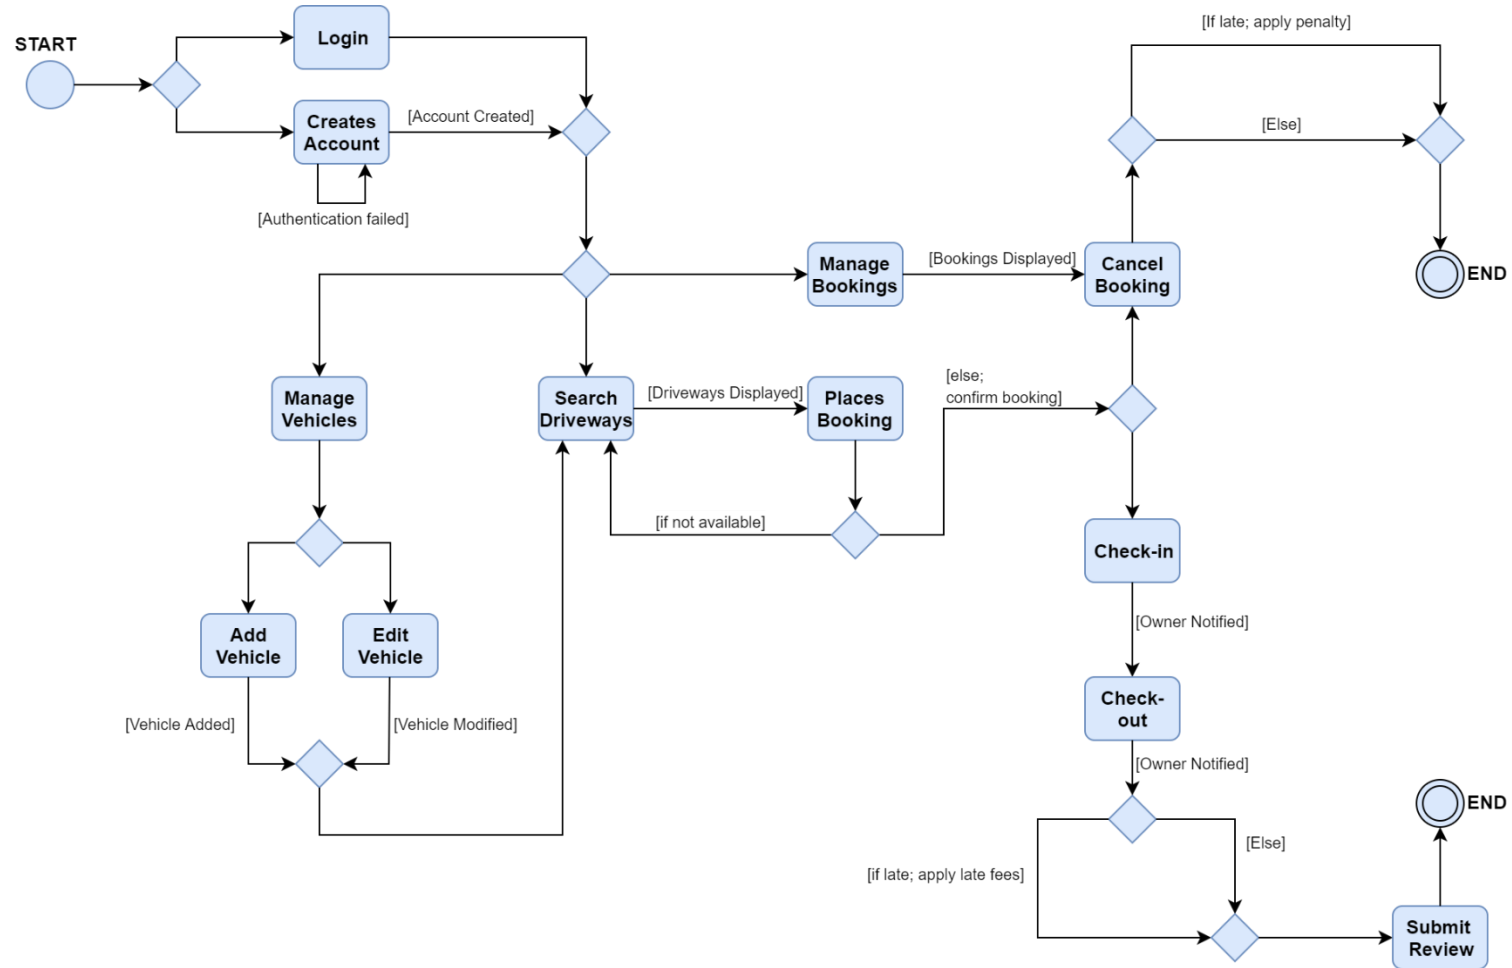 START
Login
[If late; apply penalty]
Creates
Account
[Account Created]
[Else]
[Authentication failed]
Manage
Bookings
[Bookings Displayed]
Cancel
Booking
END
Manage
Vehicles
Search
Driveways
[Driveways Displayed]
Places
Booking
[else;
confirm booking]
[if not available]
Check-in
Add
Vehicle
Edit
Vehicle
[Owner Notified]
[Vehicle Added]
[Vehicle Modified]
Check-
out
[Owner Notified]
END
[Else]
[if late; apply late fees]
Submit
Review